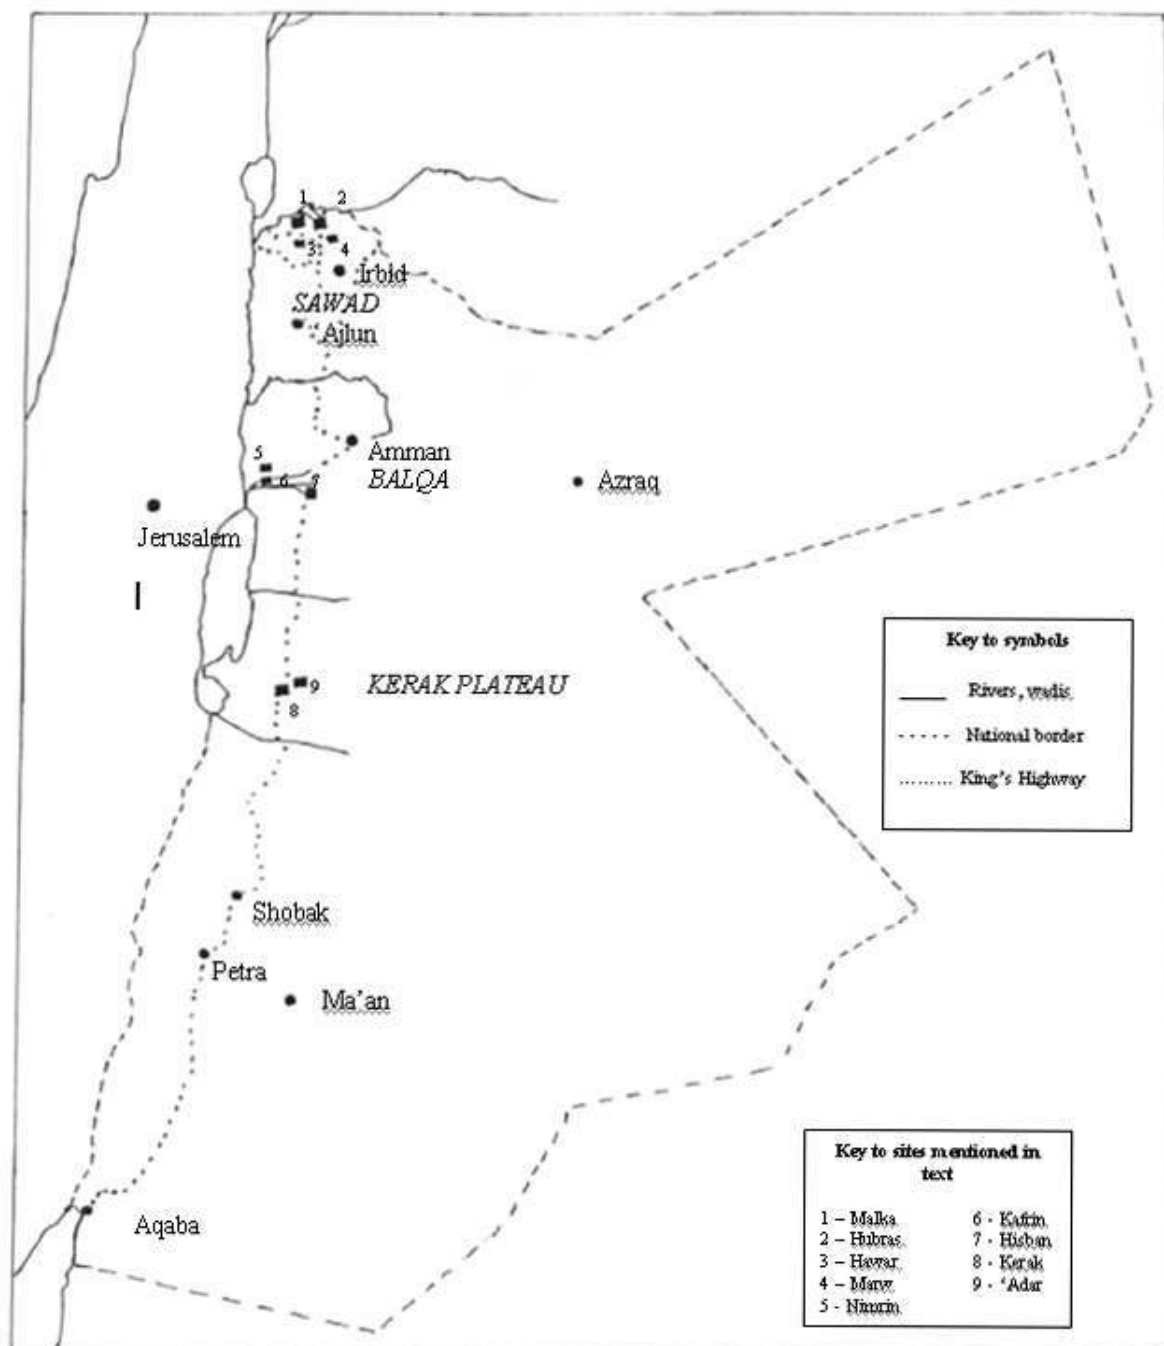 1 2
3 4
Irbid
SAWAD
Ajlun
Amman
5
6 7
BALQA
Azraq
Jerusalem
Key to symbols
Rivers, wadis
National border
King's Highway
9
KERAK PLATEAU
8
Shobak
Petra
Ma'an
Aqaba
Key to sites mentioned in
text
1 – Malka
2 – Hubras
3 – Hawar
4 – Marw
5 - Nimrin
6 - Kafrin
7 - Hisban
8 - Kerak
9 - 'Adar